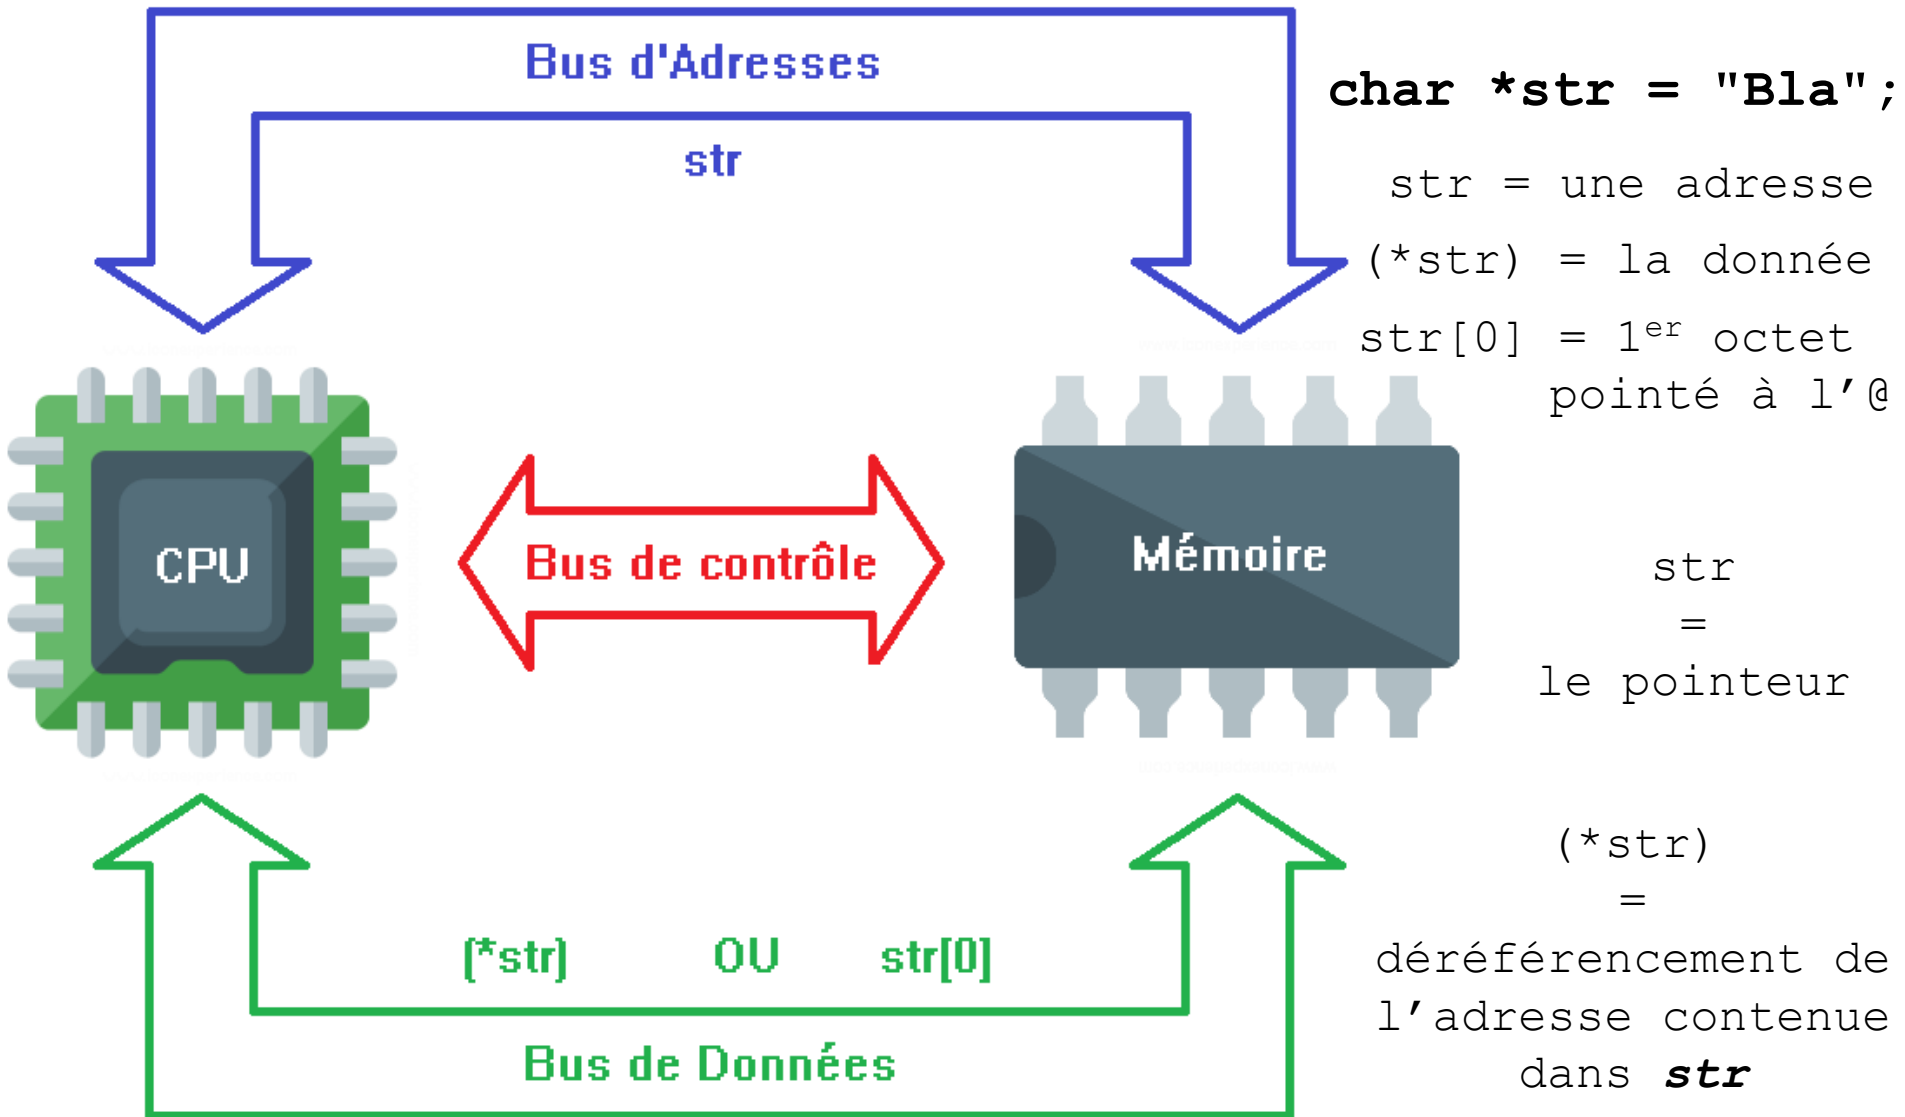 Bus d'Adresses
str
char *str = "Bla";
str = une adresse
(*str) = la donnée
str[0] = 1er octet
pointé à l’@
CPU
Bus de contrôle
Mémoire
str
=
le pointeur
(*str)
=
déréférencement de
l’adresse contenue
dans str
(*str) OU str[0]
Bus de Données